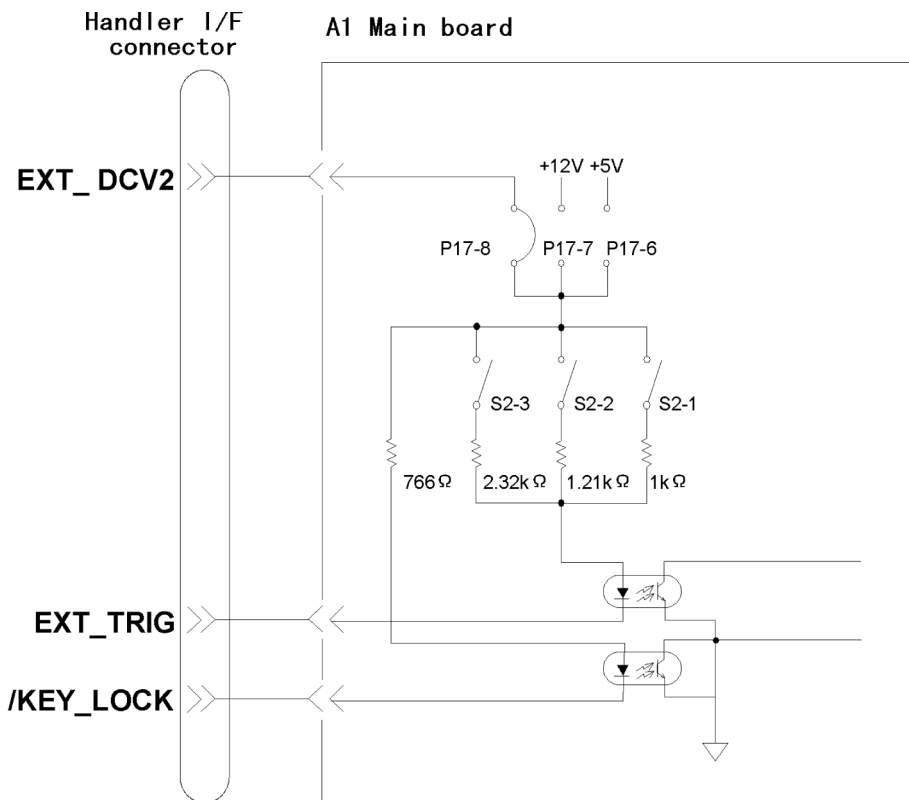 Handler I/F
connector
A1 Main board
EXT_ DCV2
+12V +5V
P17-8 P17-7 P17-6
S2-3 S2-2 S2-1
766Ω 2.32kΩ 1.21kΩ 1kΩ
EXT_TRIG
/KEY_LOCK